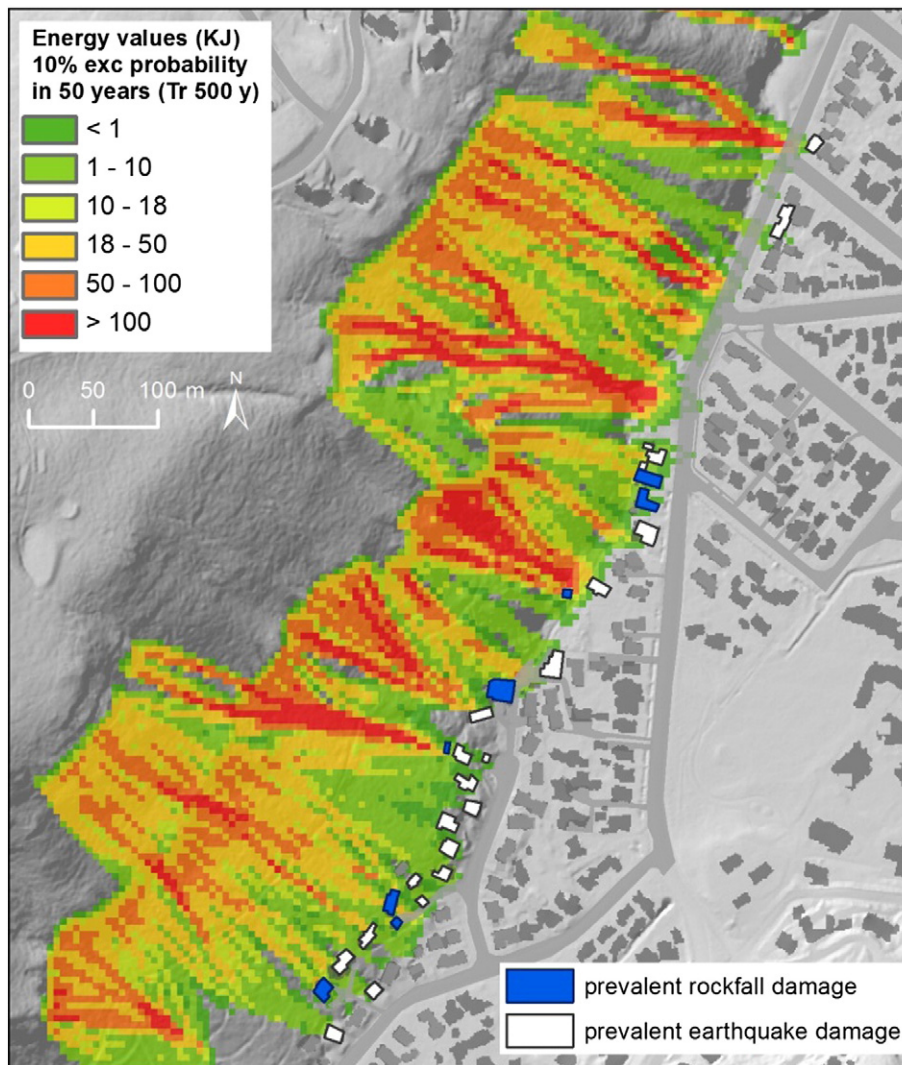 Energy values (KJ)
10% exc probability
in 50 years (Tr 500 y)
< 1
1 - 10
10 - 18
18 - 50
50 - 100
> 100
0 50 100 m
N
prevalent rockfall damage
prevalent earthquake damage